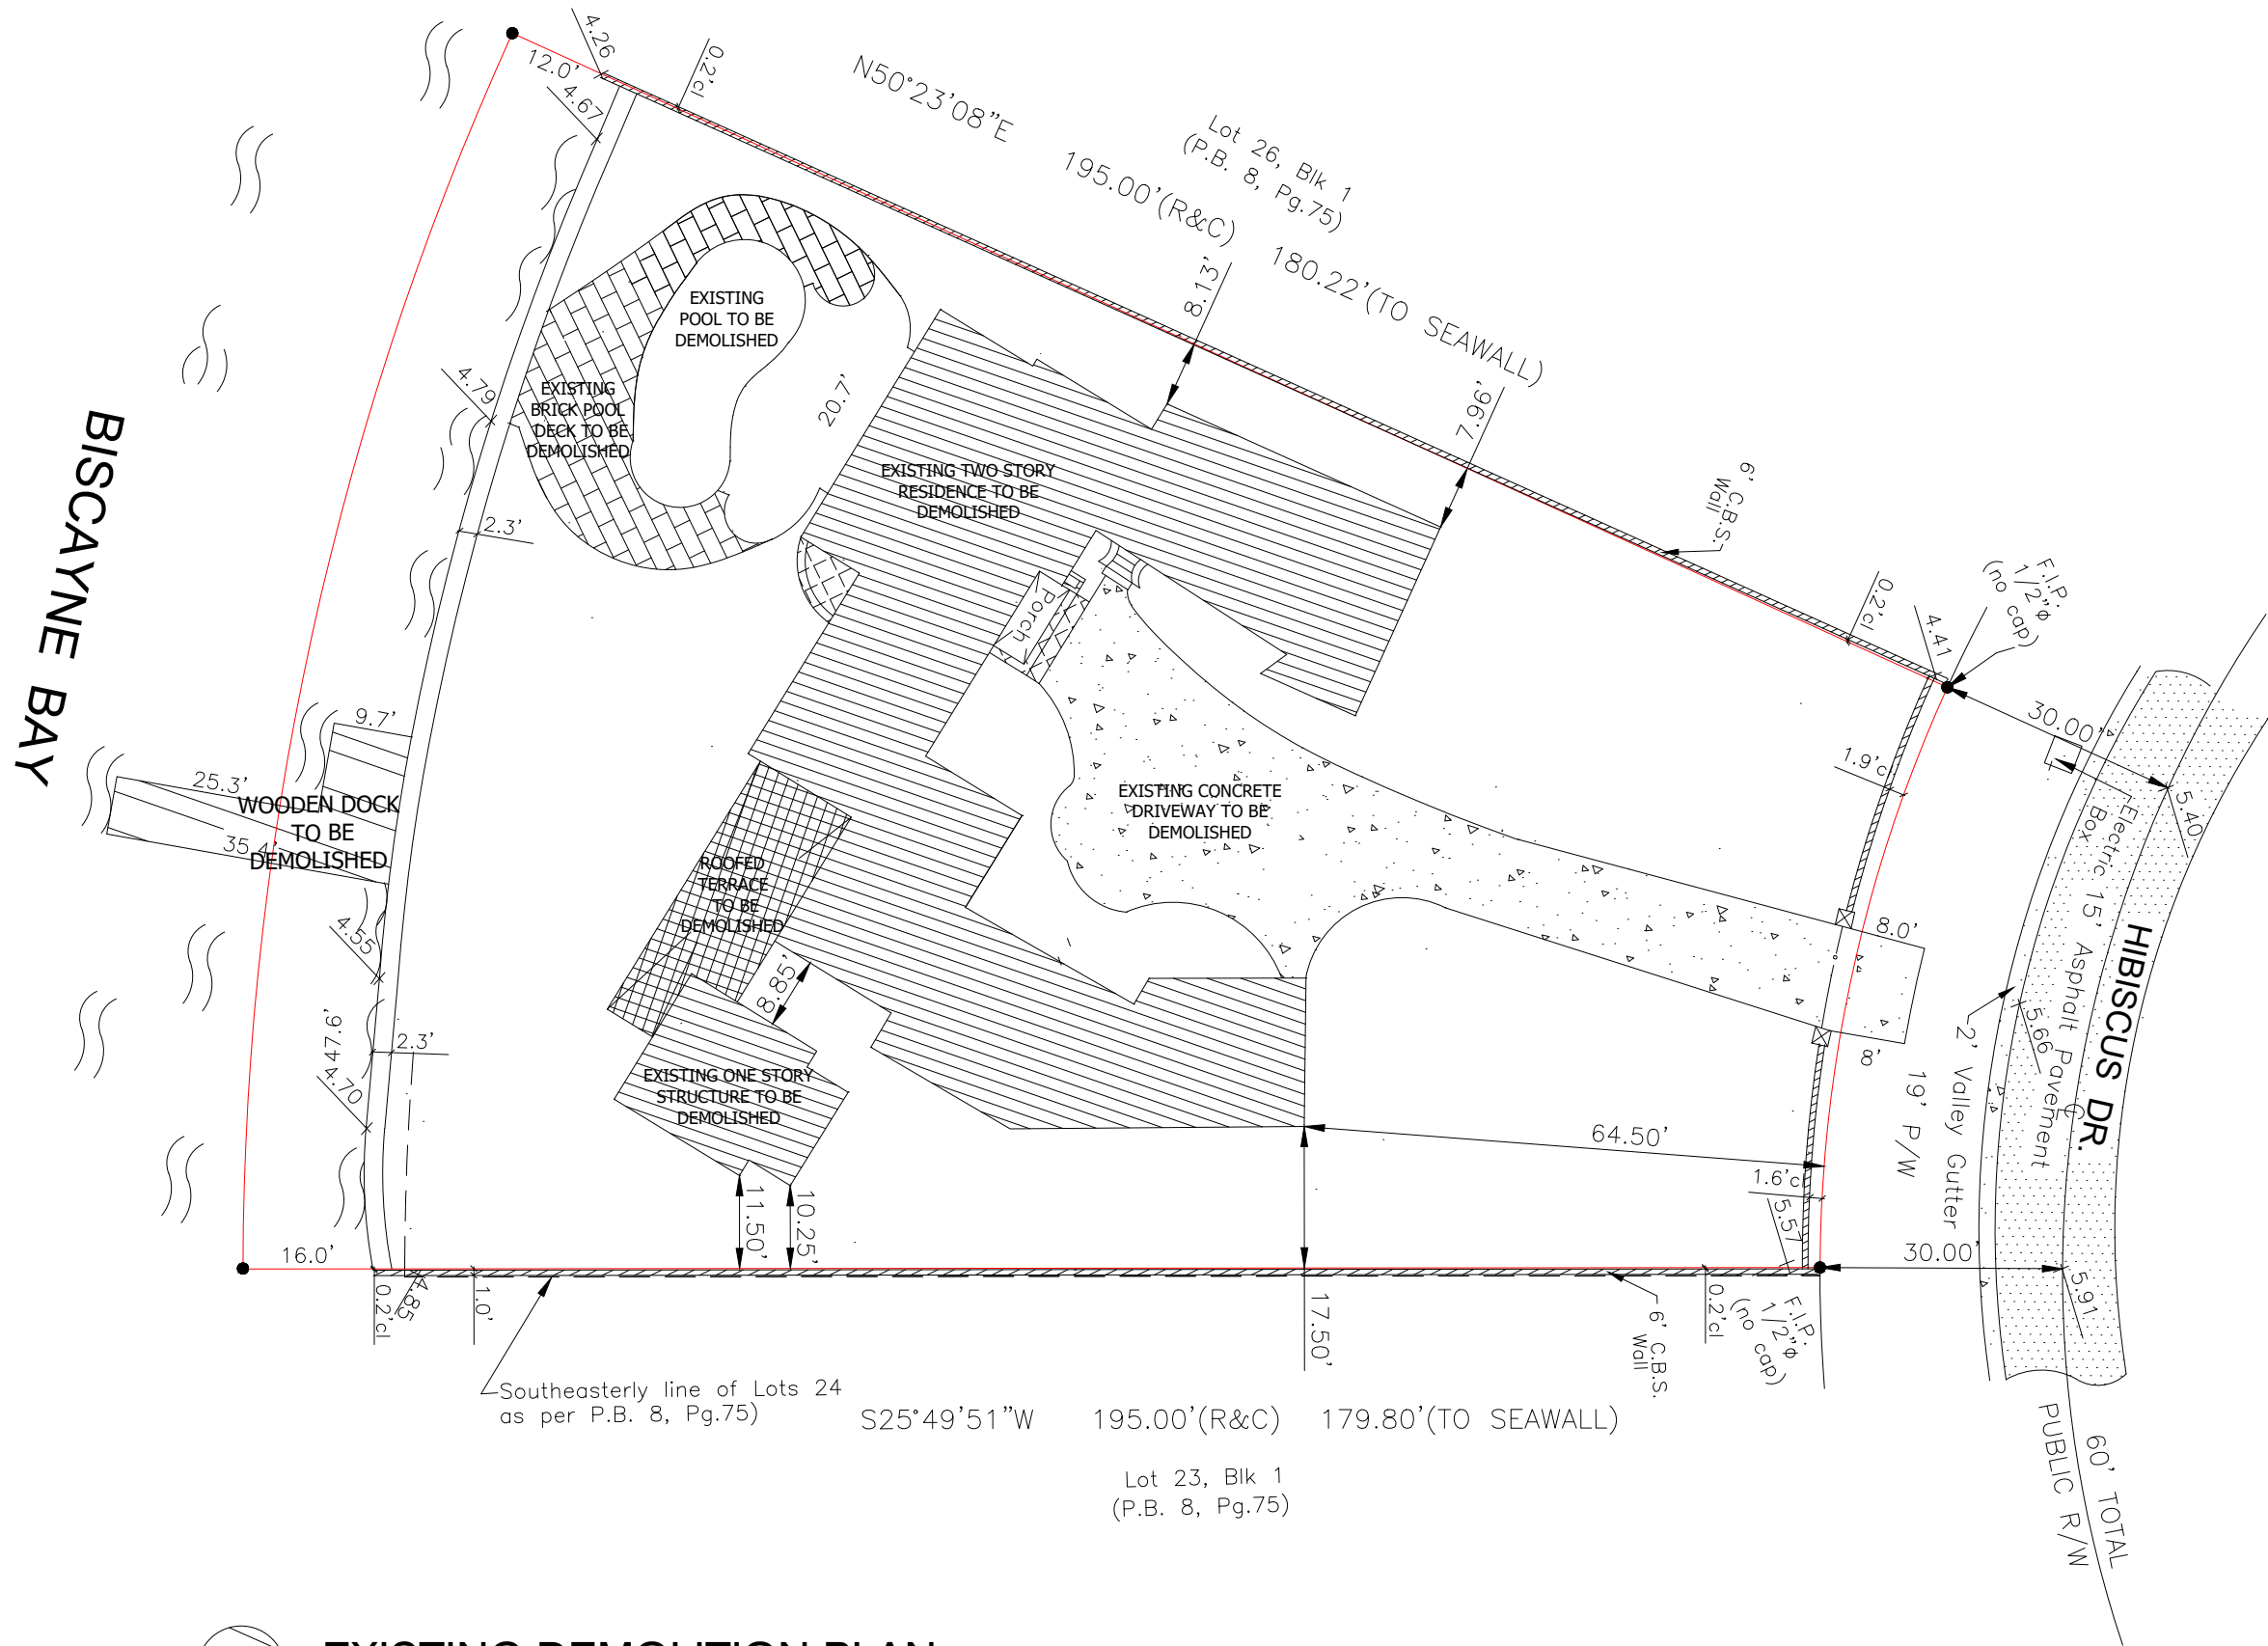 4.26
0.2'cl
12.0'
4.67
N50°23'08"E
195.00'(R&C)
180.22'(TO SEAWALL)
Lot 26, Blk 1
(P.B. 8, Pg.75)
8.13'
7.96'
6' C.B.S.
Wall
0.2'cl
4.41
F.I.P.
1/2"ø
(no cap)
EXISTING
POOL TO BE
DEMOLISHED
EXISTING
BRICK POOL
DECK TO BE
DEMOLISHED
4.79
20.7'
2.3'
EXISTING TWO STORY
RESIDENCE TO BE
DEMOLISHED
Porch
BISCAYNE BAY
9.7'
25.3'
35.4'
WOODEN DOCK
TO BE
DEMOLISHED
EXISTING CONCRETE
DRIVEWAY TO BE
DEMOLISHED
ROOFED
TERRACE
TO BE
DEMOLISHED
8.85'
EXISTING ONE STORY
STRUCTURE TO BE
DEMOLISHED
4.55
47.6'
2.3'
4.70
30.00'
1.9'cl
5.40
Electric
Box
15' Asphalt Pavement
HIBISCUS DR.
8.0'
8'
5.66
℄
2' Valley Gutter
19' P/W
64.50'
1.6'cl
5.57
11.50'
10.25'
16.0'
30.00'
5.91
0.2'cl
4.85
1.0'
17.50'
6' C.B.S.
Wall
0.2'cl
F.I.P.
1/2"ø
(no cap)
Southeasterly line of Lots 24
as per P.B. 8, Pg.75)
S25°49'51"W
195.00'(R&C)
179.80'(TO SEAWALL)
Lot 23, Blk 1
(P.B. 8, Pg.75)
60' TOTAL
PUBLIC R/W
EXISTING DEMOLITION PLAN